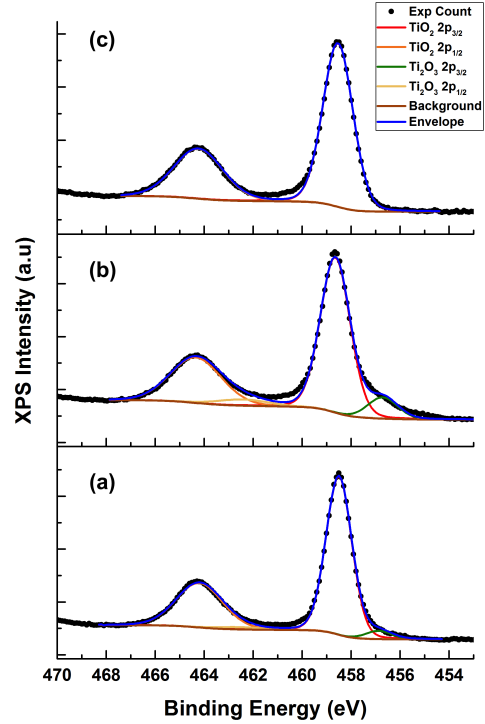 (c)
Exp Count
TiO₂ 2p₃/₂
TiO₂ 2p₁/₂
Ti₂O₃ 2p₃/₂
Ti₂O₃ 2p₁/₂
Background
Envelope
(b)
(a)
XPS Intensity (a.u)
470 468 466 464 462 460 458 456 454
Binding Energy (eV)